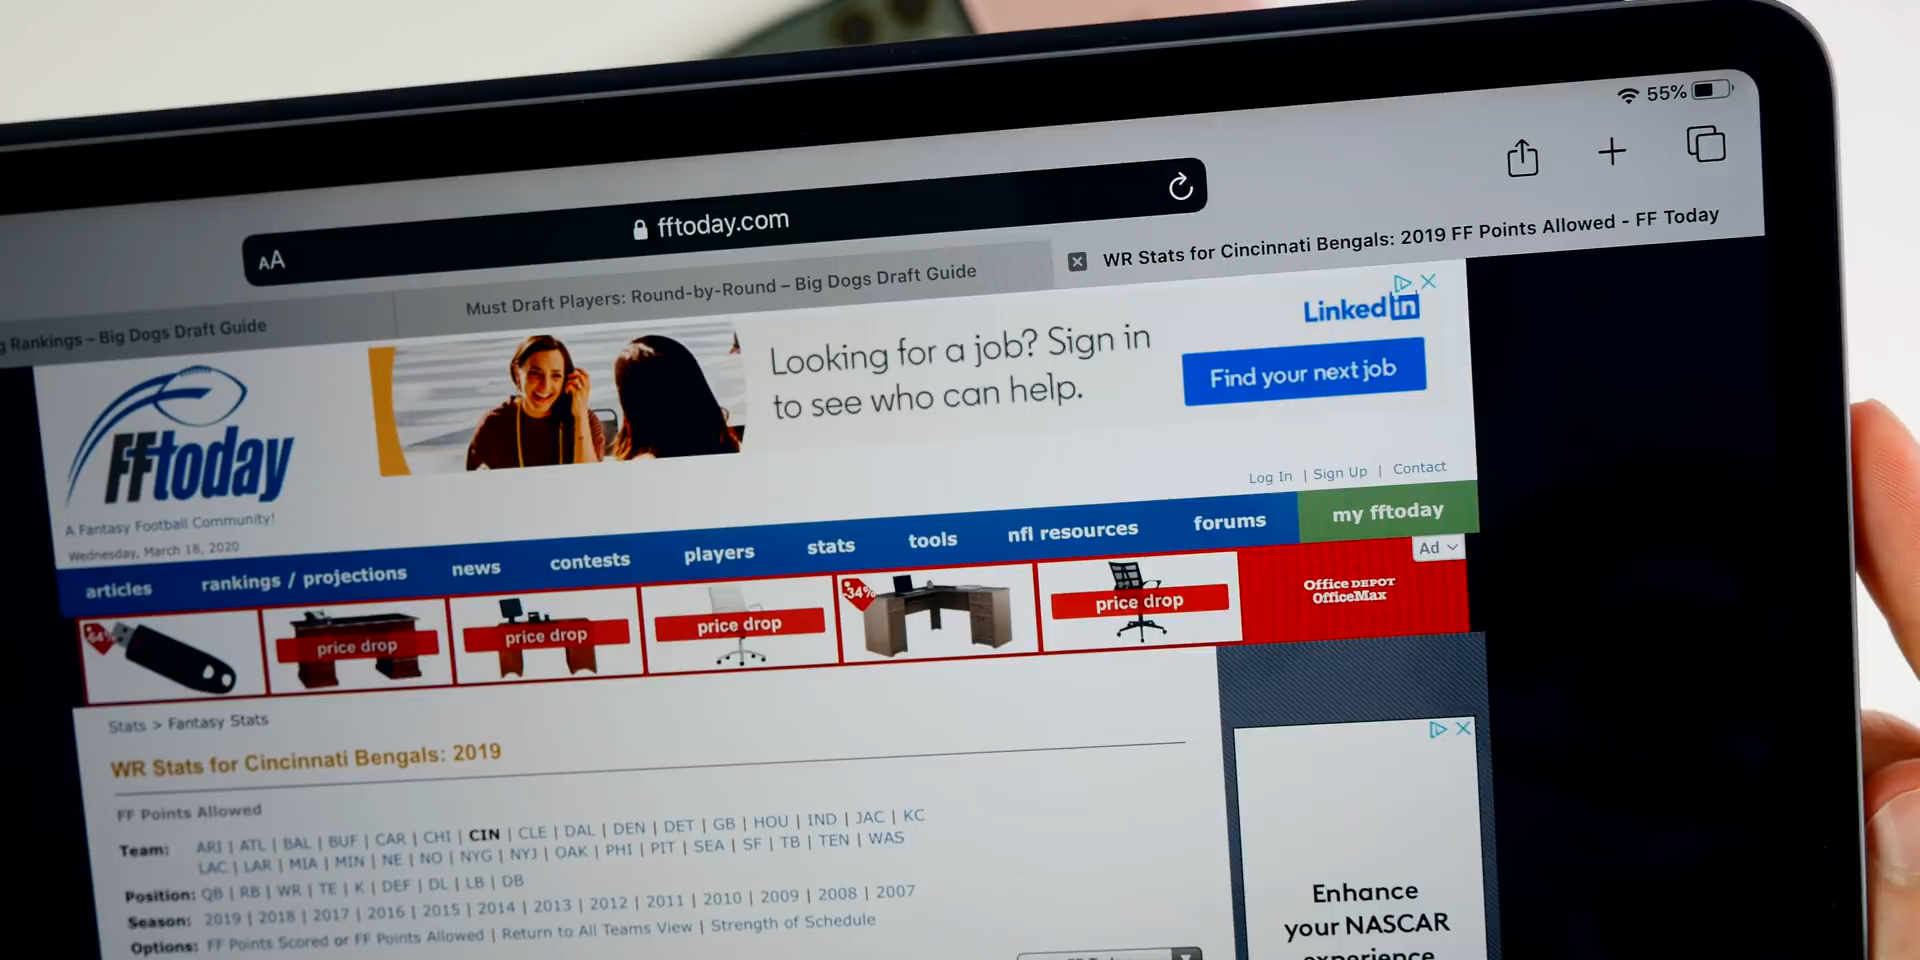 55%
AA
fftoday.com
g Rankings – Big Dogs Draft Guide
Must Draft Players: Round-by-Round – Big Dogs Draft Guide
WR Stats for Cincinnati Bengals: 2019 FF Points Allowed - FF Today
Looking for a job? Sign in
to see who can help.
LinkedIn
Find your next job
FFtoday
A Fantasy Football Community!
Wednesday, March 18, 2020
Log In | Sign Up | Contact
articles rankings / projections news contests players stats tools nfl resources forums my fftoday
Ad
-64%
price drop
price drop
price drop
-34%
price drop
Office DEPOT
OfficeMax
Stats > Fantasy Stats
WR Stats for Cincinnati Bengals: 2019
FF Points Allowed
Team: ARI | ATL | BAL | BUF | CAR | CHI | CIN | CLE | DAL | DEN | DET | GB | HOU | IND | JAC | KC
LAC | LAR | MIA | MIN | NE | NO | NYG | NYJ | OAK | PHI | PIT | SEA | SF | TB | TEN | WAS
Position: QB | RB | WR | TE | K | DEF | DL | LB | DB
Season: 2019 | 2018 | 2017 | 2016 | 2015 | 2014 | 2013 | 2012 | 2011 | 2010 | 2009 | 2008 | 2007
Options: FF Points Scored or FF Points Allowed | Return to All Teams View | Strength of Schedule
Enhance
your NASCAR
experience